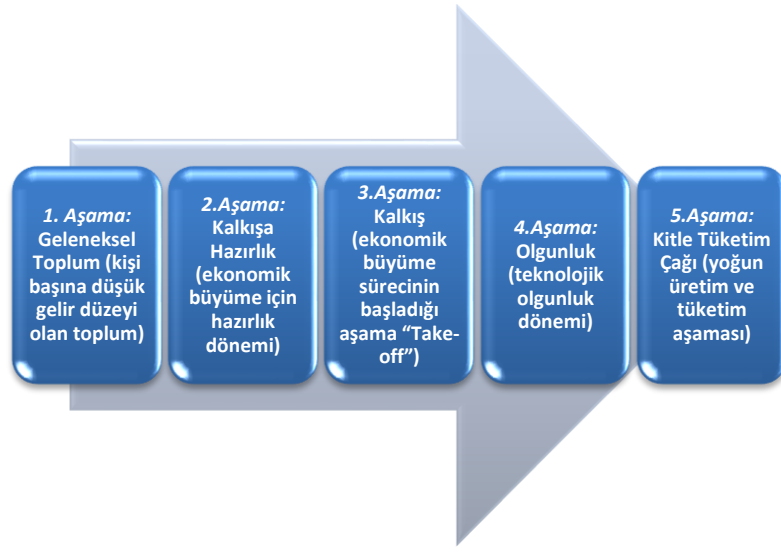 1. Aşama:
Geleneksel
Toplum (kişi
başına düşük
gelir düzeyi
olan toplum)
2.Aşama:
Kalkışa
Hazırlık
(ekonomik
büyüme için
hazırlık
dönemi)
3.Aşama:
Kalkış
(ekonomik
büyüme
sürecinin
başladığı
aşama “Take-
off”)
4.Aşama:
Olgunluk
(teknolojik
olgunluk
dönemi)
5.Aşama:
Kitle Tüketim
Çağı (yoğun
üretim ve
tüketim
aşaması)